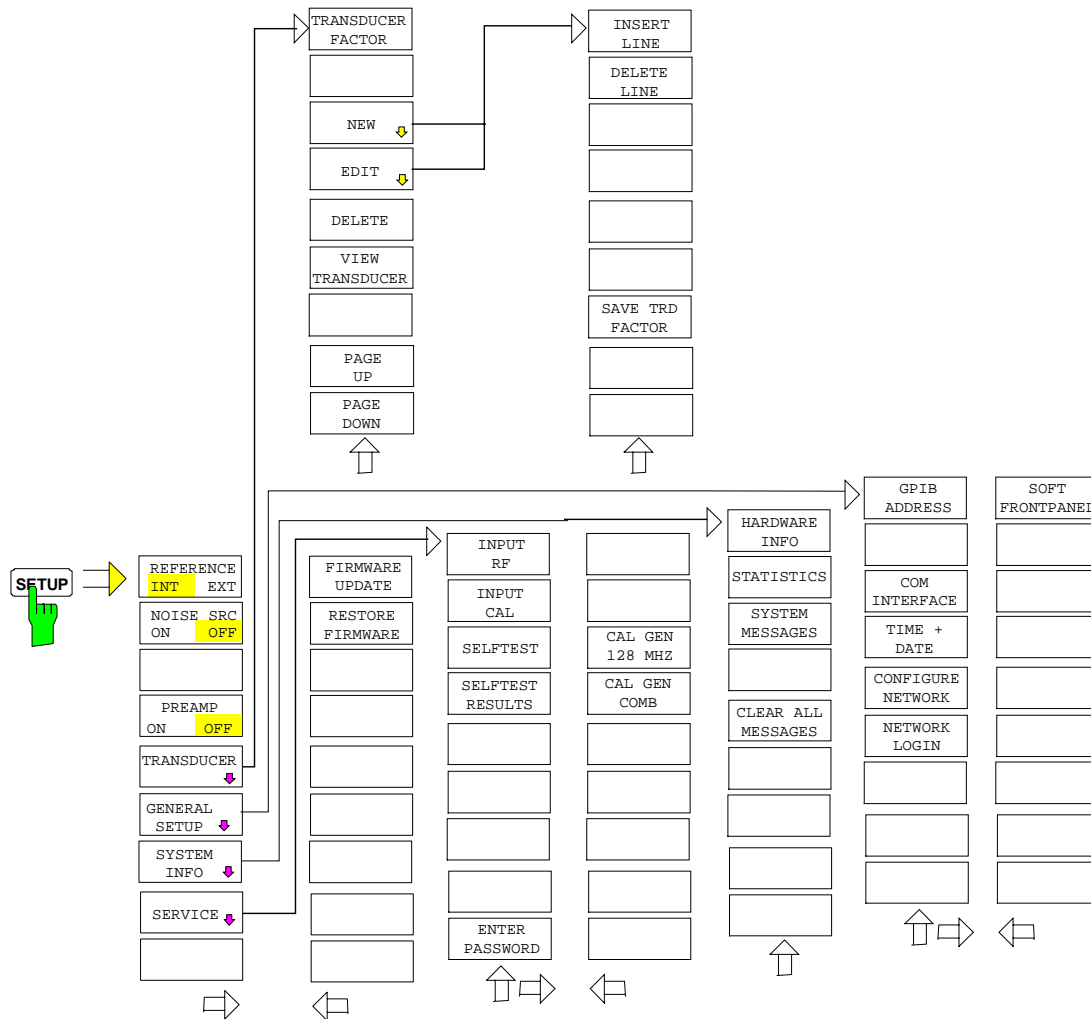 TRANSDUCER
FACTOR
NEW
EDIT
DELETE
VIEW
TRANSDUCER
PAGE
UP
PAGE
DOWN
INSERT
LINE
DELETE
LINE
SAVE TRD
FACTOR
SETUP
REFERENCE
INT EXT
NOISE SRC
ON OFF
PREAMP
ON OFF
TRANSDUCER
GENERAL
SETUP
SYSTEM
INFO
SERVICE
FIRMWARE
UPDATE
RESTORE
FIRMWARE
INPUT
RF
INPUT
CAL
SELFTEST
SELFTEST
RESULTS
ENTER
PASSWORD
CAL GEN
128 MHZ
CAL GEN
COMB
HARDWARE
INFO
STATISTICS
SYSTEM
MESSAGES
CLEAR ALL
MESSAGES
GPIB
ADDRESS
COM
INTERFACE
TIME +
DATE
CONFIGURE
NETWORK
NETWORK
LOGIN
SOFT
FRONTPANEL